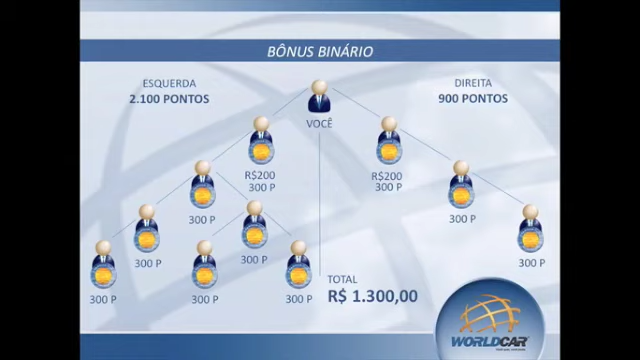 BÔNUS BINÁRIO
ESQUERDA
2.100 PONTOS
DIREITA
900 PONTOS
VOCÊ
R$200
300 P
R$200
300 P
300 P
300 P
300 P
300 P
300 P
300 P
300 P
300 P
TOTAL
R$ 1.300,00
WORLDCAR